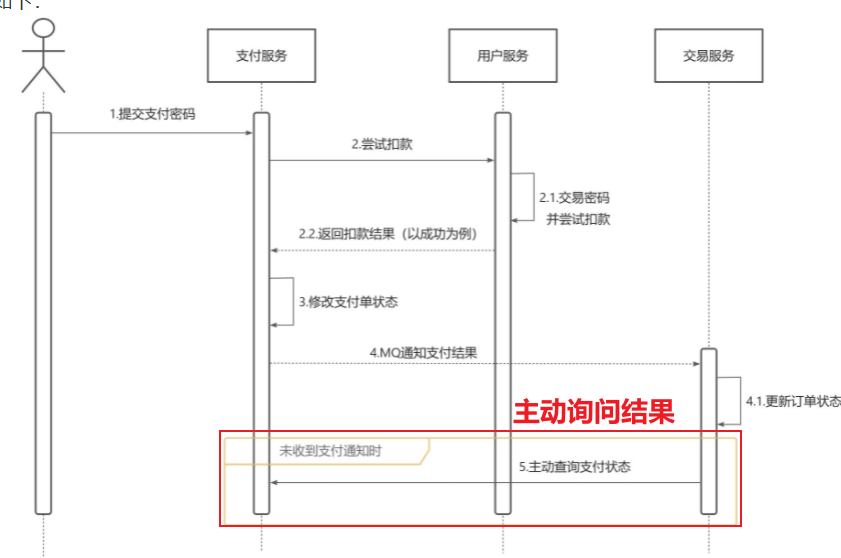 如下:
支付服务
用户服务
交易服务
1.提交支付密码
2.尝试扣款
2.1.交易密码
并尝试扣款
2.2.返回扣款结果（以成功为例）
3.修改支付单状态
4.MQ通知支付结果
4.1.更新订单状态
主动询问结果
未收到支付通知时
5.主动查询支付状态